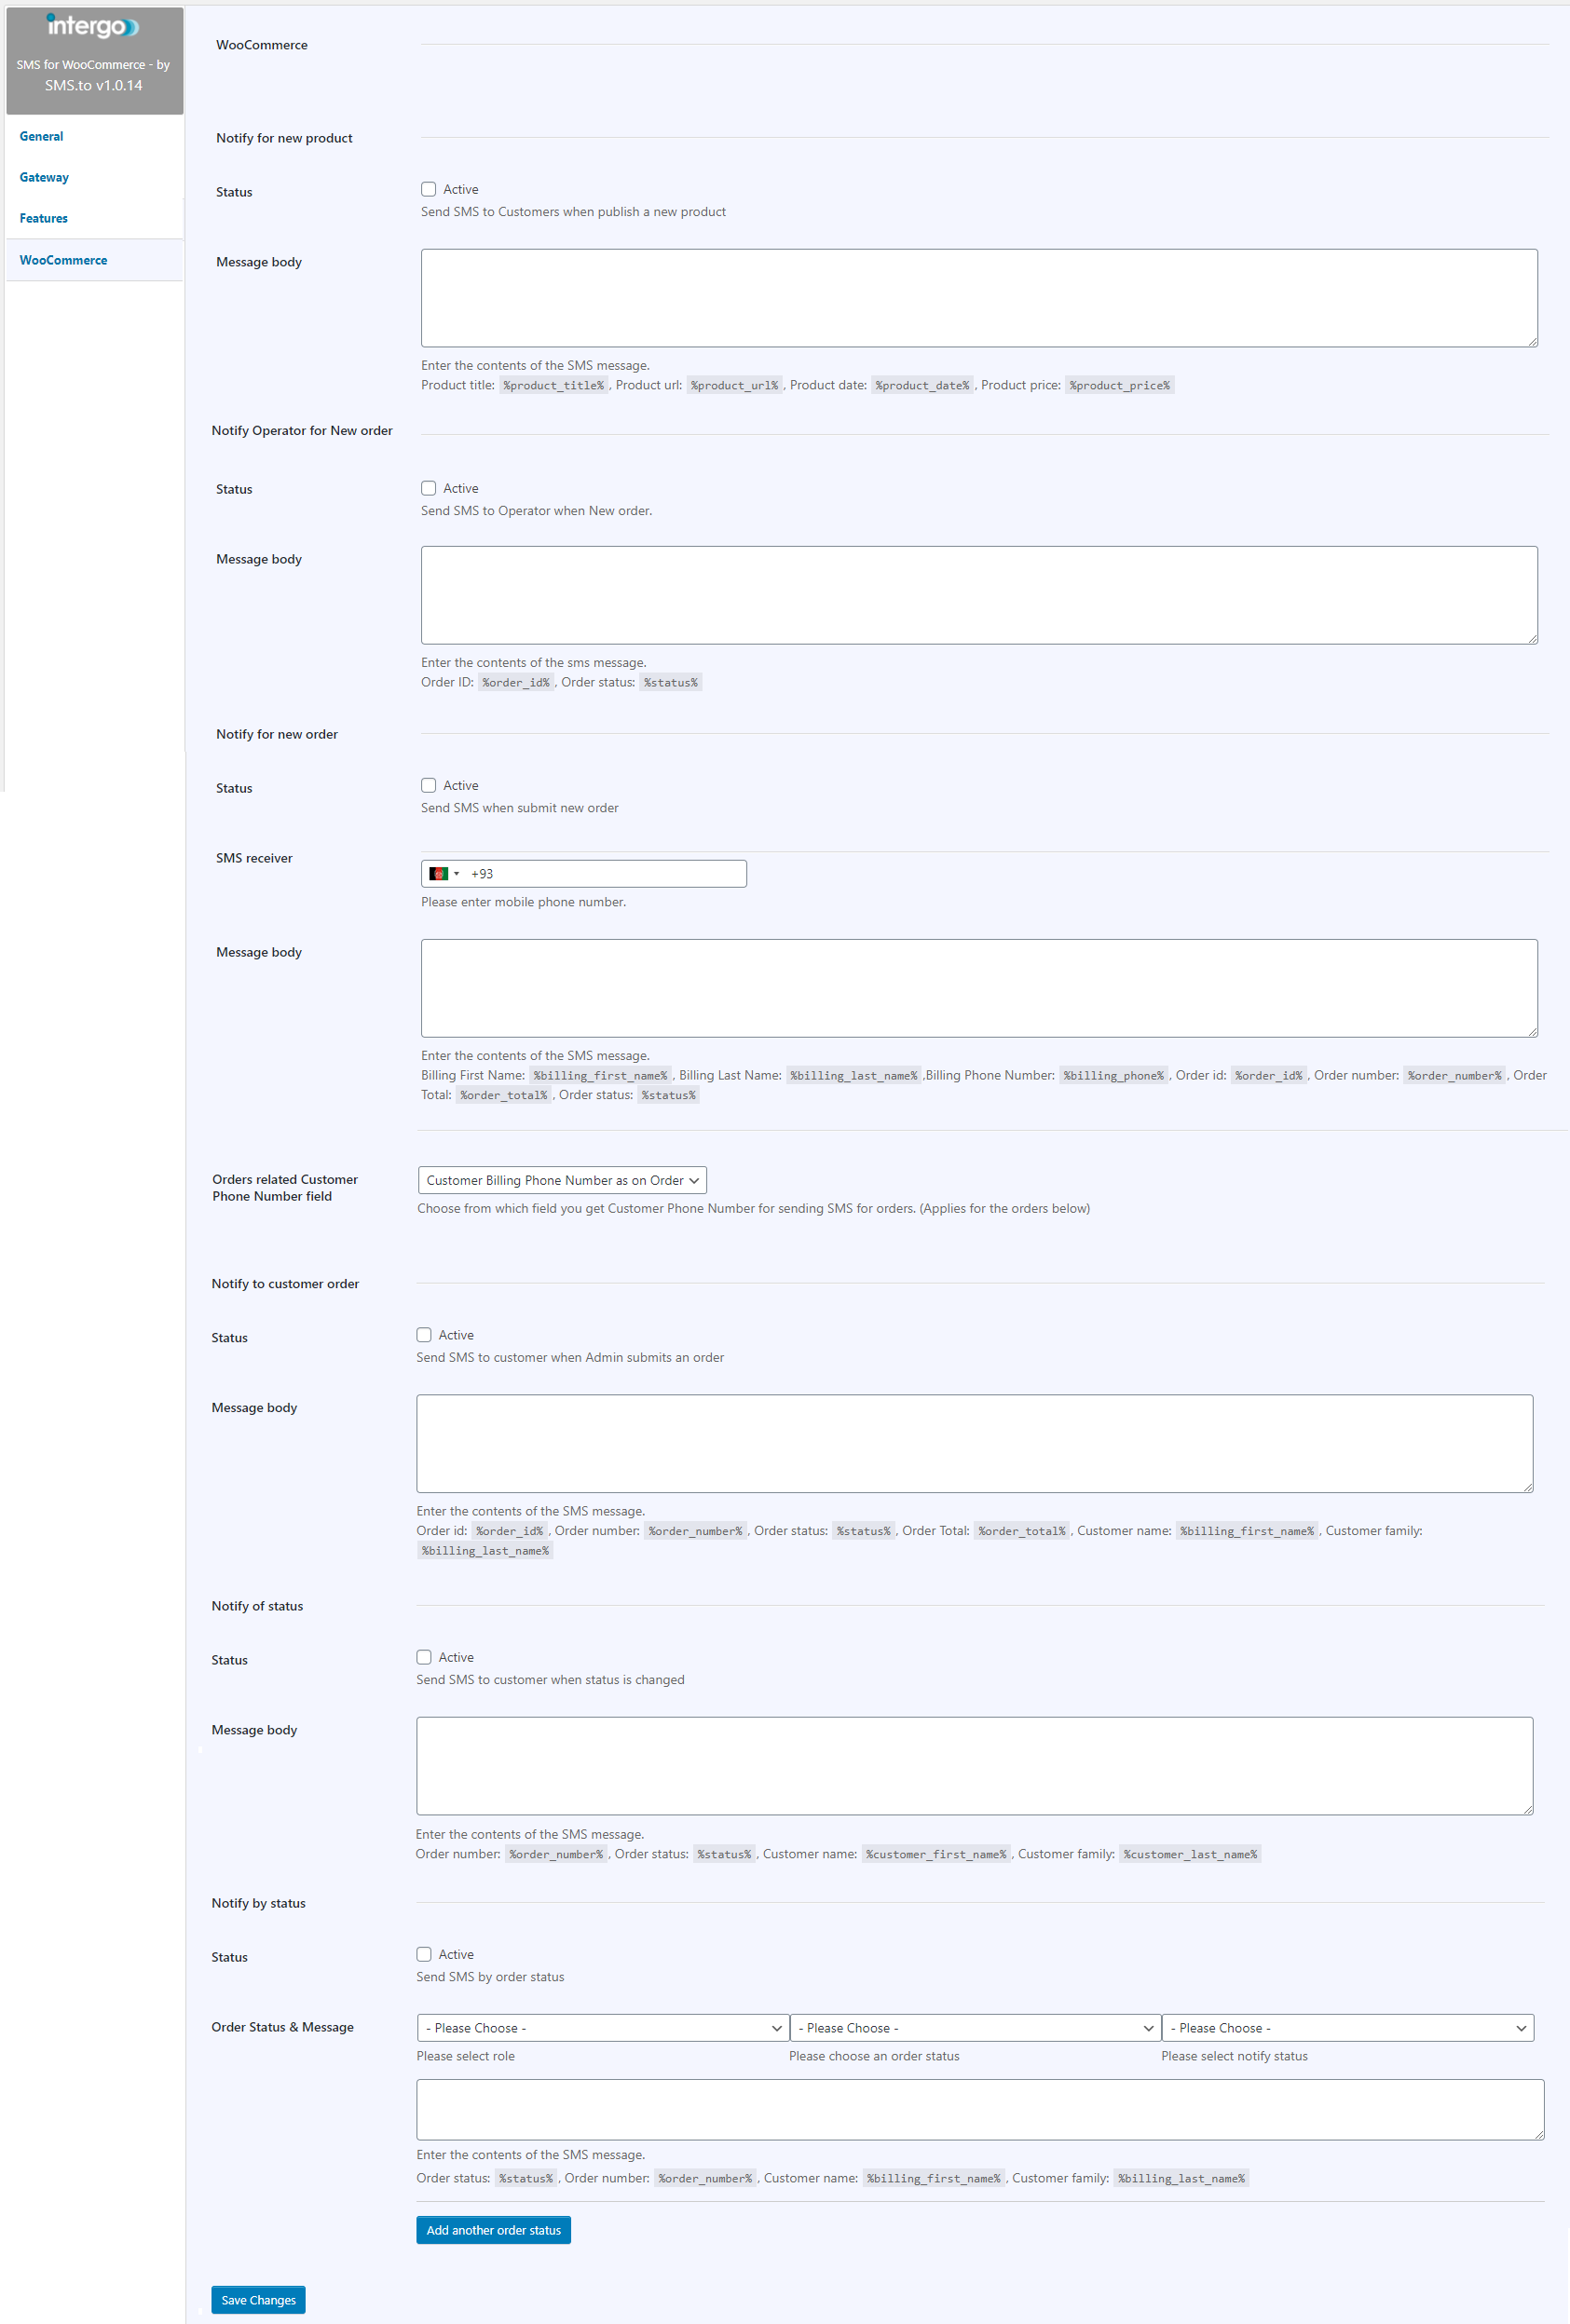 intergo
SMS for WooCommerce - by
SMS.to v1.0.14
General
Gateway
Features
WooCommerce
WooCommerce
Notify for new product
Status
Active
Send SMS to Customers when publish a new product
Message body
Enter the contents of the SMS message.
Product title: %product_title%, Product url: %product_url%, Product date: %product_date%, Product price: %product_price%
Notify Operator for New order
Status
Active
Send SMS to Operator when New order.
Message body
Enter the contents of the sms message.
Order ID: %order_id%, Order status: %status%
Notify for new order
Status
Active
Send SMS when submit new order
SMS receiver
+93
Please enter mobile phone number.
Message body
Enter the contents of the SMS message.
Billing First Name: %billing_first_name% , Billing Last Name: %billing_last_name% ,Billing Phone Number: %billing_phone%, Order id: %order_id%, Order number: %order_number%, Order
Total: %order_total%, Order status: %status%
Orders related Customer
Phone Number field
Customer Billing Phone Number as on Order
Choose from which field you get Customer Phone Number for sending SMS for orders. (Applies for the orders below)
Notify to customer order
Status
Active
Send SMS to customer when Admin submits an order
Message body
Enter the contents of the SMS message.
Order id: %order_id%, Order number: %order_number%, Order status: %status%, Order Total: %order_total%, Customer name: %billing_first_name%, Customer family:
%billing_last_name%
Notify of status
Status
Active
Send SMS to customer when status is changed
Message body
Enter the contents of the SMS message.
Order number: %order_number%, Order status: %status%, Customer name: %customer_first_name%, Customer family: %customer_last_name%
Notify by status
Status
Active
Send SMS by order status
Order Status & Message
- Please Choose - - Please Choose - - Please Choose -
Please select role Please choose an order status Please select notify status
Enter the contents of the SMS message.
Order status: %status%, Order number: %order_number%, Customer name: %billing_first_name%, Customer family: %billing_last_name%
Add another order status
Save Changes